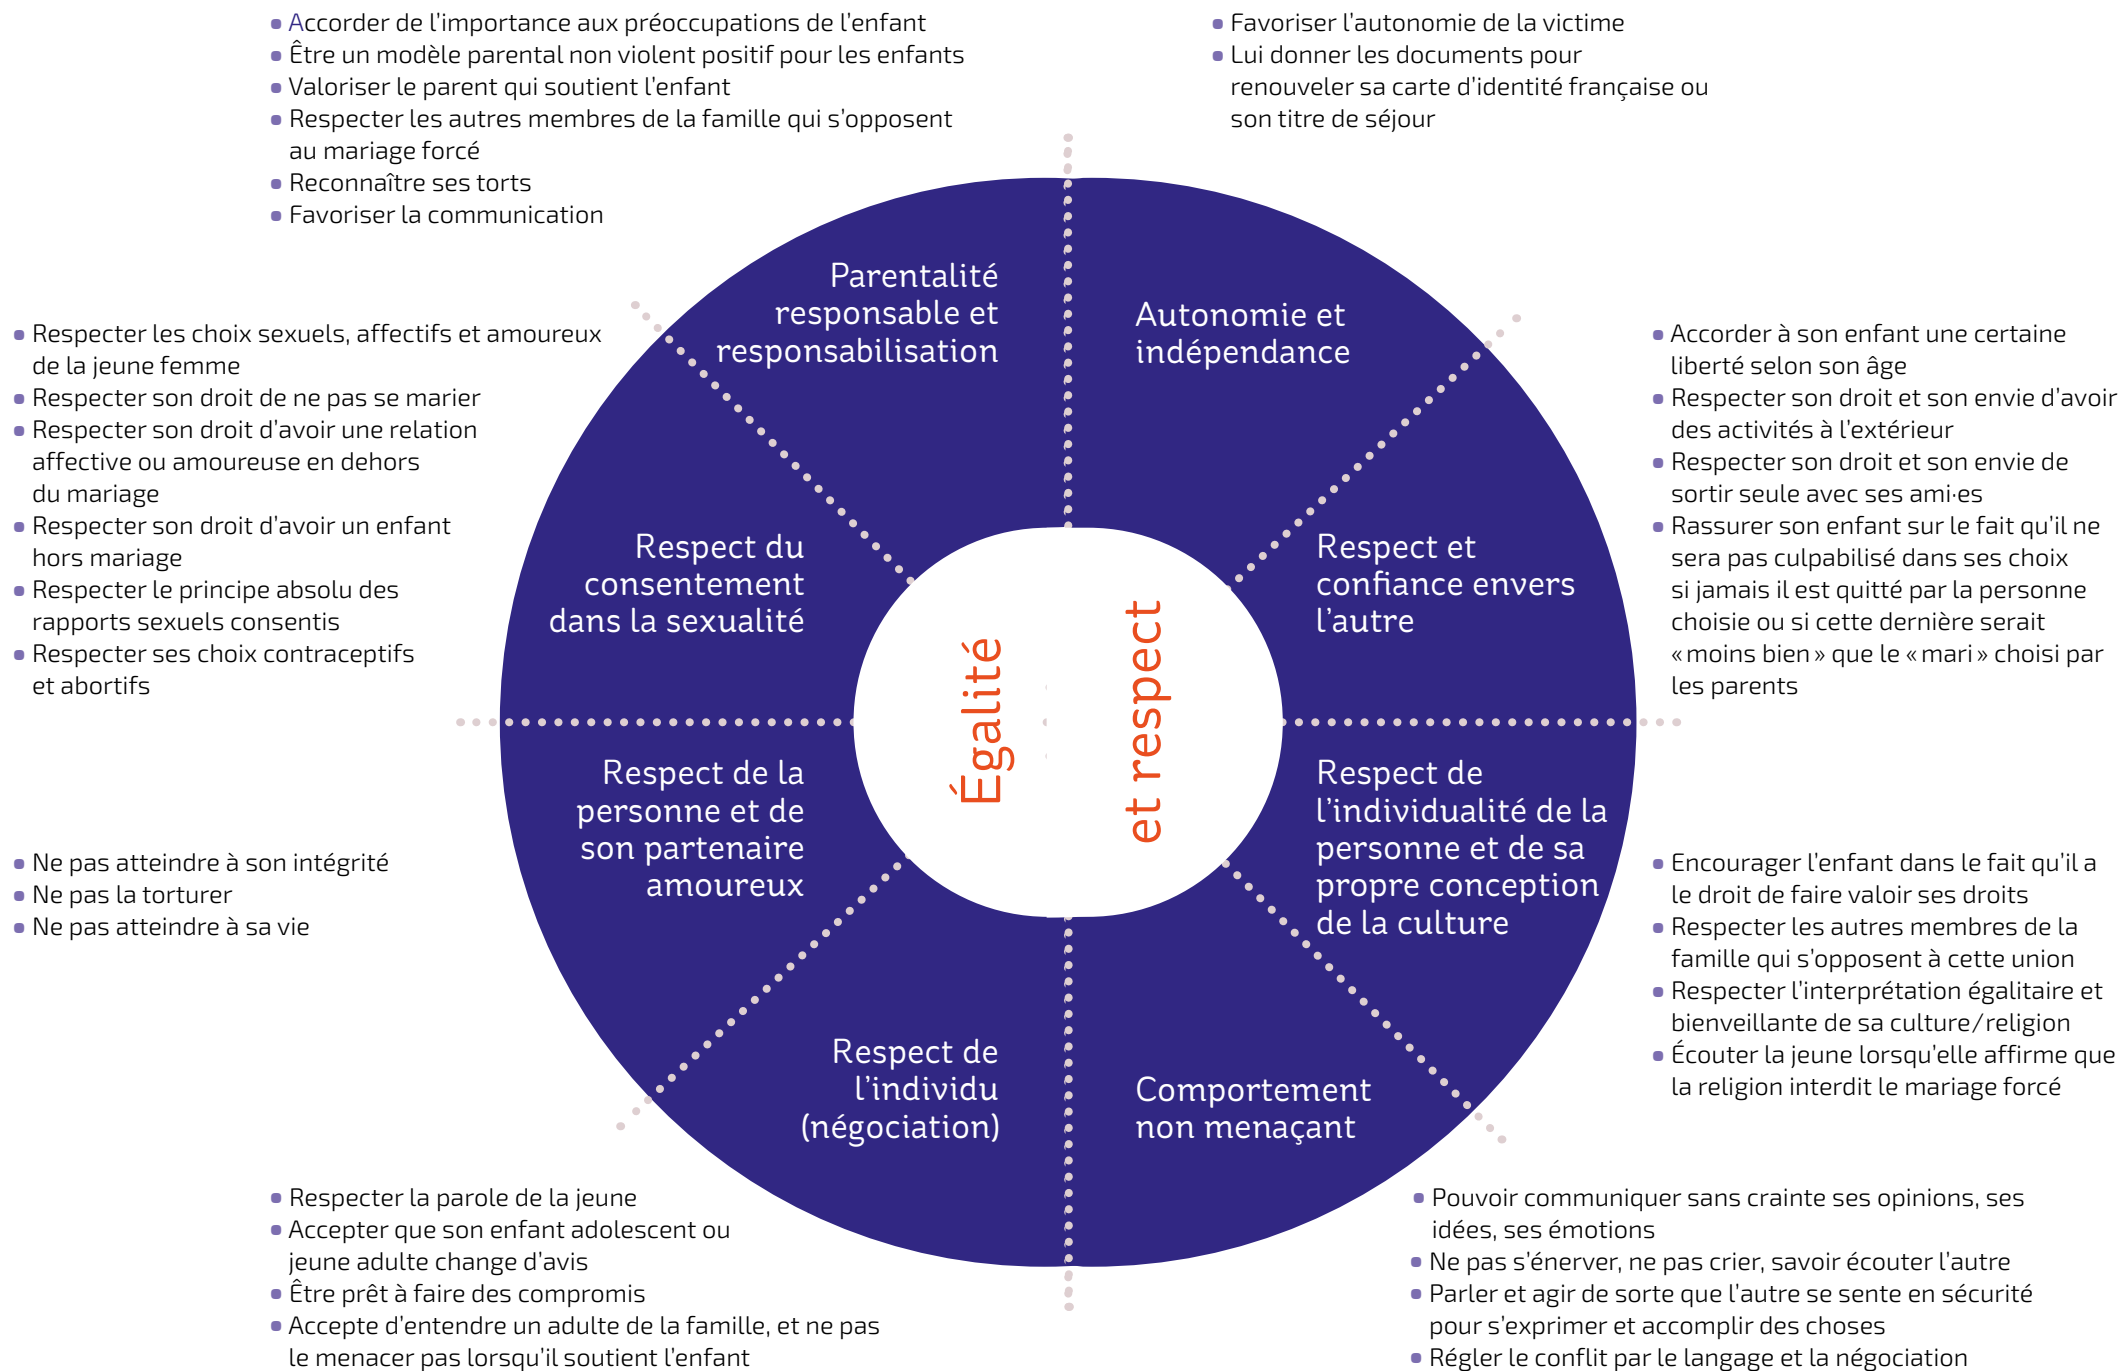 • Accorder de l'importance aux préoccupations de l'enfant
• Être un modèle parental non violent positif pour les enfants
• Valoriser le parent qui soutient l'enfant
• Respecter les autres membres de la famille qui s'opposent
au mariage forcé
• Reconnaître ses torts
• Favoriser la communication
• Favoriser l'autonomie de la victime
• Lui donner les documents pour
renouveler sa carte d'identité française ou
son titre de séjour
Parentalité
responsable et
responsabilisation
Autonomie et
indépendance
• Respecter les choix sexuels, affectifs et amoureux
de la jeune femme
• Respecter son droit de ne pas se marier
• Respecter son droit d'avoir une relation
affective ou amoureuse en dehors
du mariage
• Respecter son droit d'avoir un enfant
hors mariage
• Respecter le principe absolu des
rapports sexuels consentis
• Respecter ses choix contraceptifs
et abortifs
Respect du
consentement
dans la sexualité
Respect et
confiance envers
l'autre
• Accorder à son enfant une certaine
liberté selon son âge
• Respecter son droit et son envie d'avoir
des activités à l'extérieur
• Respecter son droit et son envie de
sortir seule avec ses ami·es
• Rassurer son enfant sur le fait qu'il ne
sera pas culpabilisé dans ses choix
si jamais il est quitté par la personne
choisie ou si cette dernière serait
«moins bien» que le «mari» choisi par
les parents
Égalité
et respect
Respect de la
personne et de
son partenaire
amoureux
Respect de
l'individualité de la
personne et de sa
propre conception
de la culture
• Ne pas atteindre à son intégrité
• Ne pas la torturer
• Ne pas atteindre à sa vie
• Encourager l'enfant dans le fait qu'il a
le droit de faire valoir ses droits
• Respecter les autres membres de la
famille qui s'opposent à cette union
• Respecter l'interprétation égalitaire et
bienveillante de sa culture/religion
• Écouter la jeune lorsqu'elle affirme que
la religion interdit le mariage forcé
Respect de
l'individu
(négociation)
Comportement
non menaçant
• Respecter la parole de la jeune
• Accepter que son enfant adolescent ou
jeune adulte change d'avis
• Être prêt à faire des compromis
• Accepte d'entendre un adulte de la famille, et ne pas
le menacer pas lorsqu'il soutient l'enfant
• Pouvoir communiquer sans crainte ses opinions, ses
idées, ses émotions
• Ne pas s'énerver, ne pas crier, savoir écouter l'autre
• Parler et agir de sorte que l'autre se sente en sécurité
pour s'exprimer et accomplir des choses
• Régler le conflit par le langage et la négociation